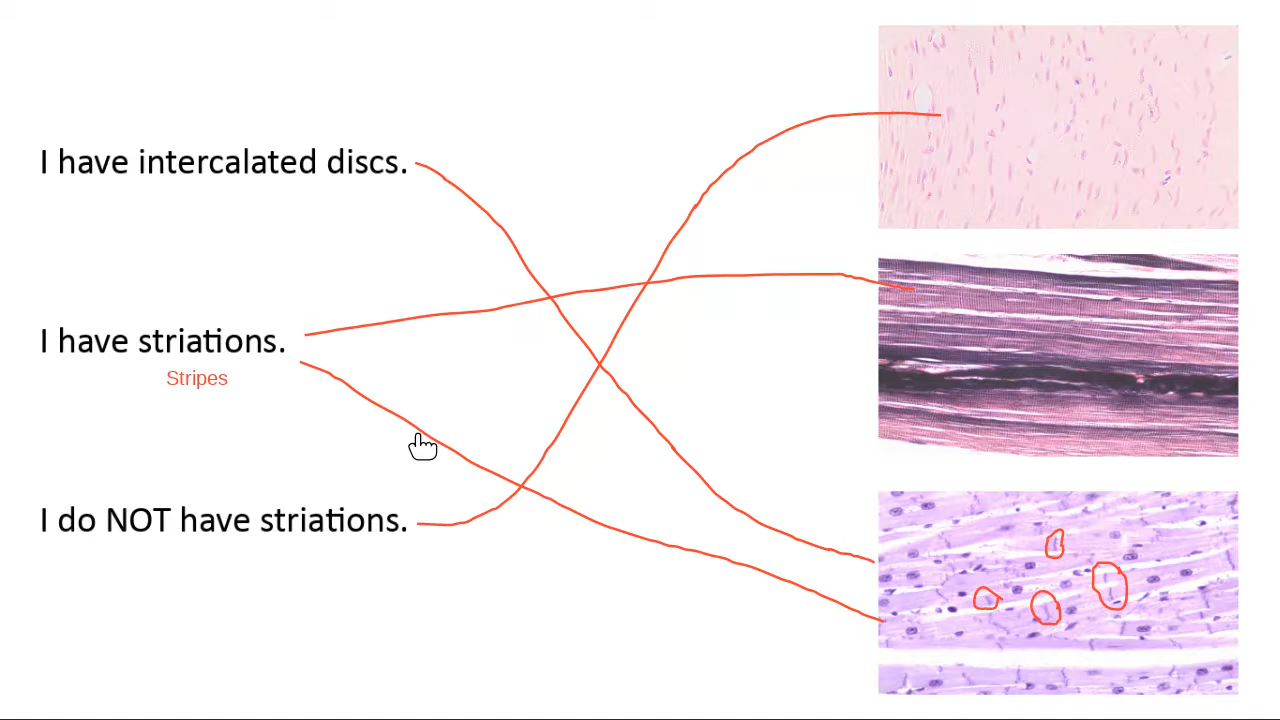 I have intercalated discs.
I have striations.
Stripes
I do NOT have striations.